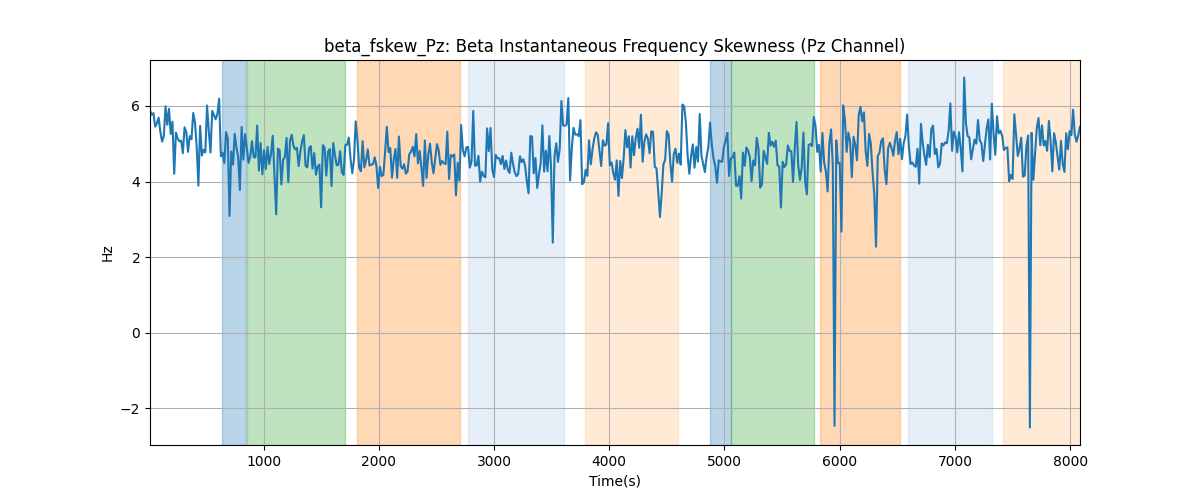 beta_fskew_Pz: Beta Instantaneous Frequency Skewness (Pz Channel)
6
4
2
0
−2
Hz
1000 2000 3000 4000 5000 6000 7000 8000
Time(s)